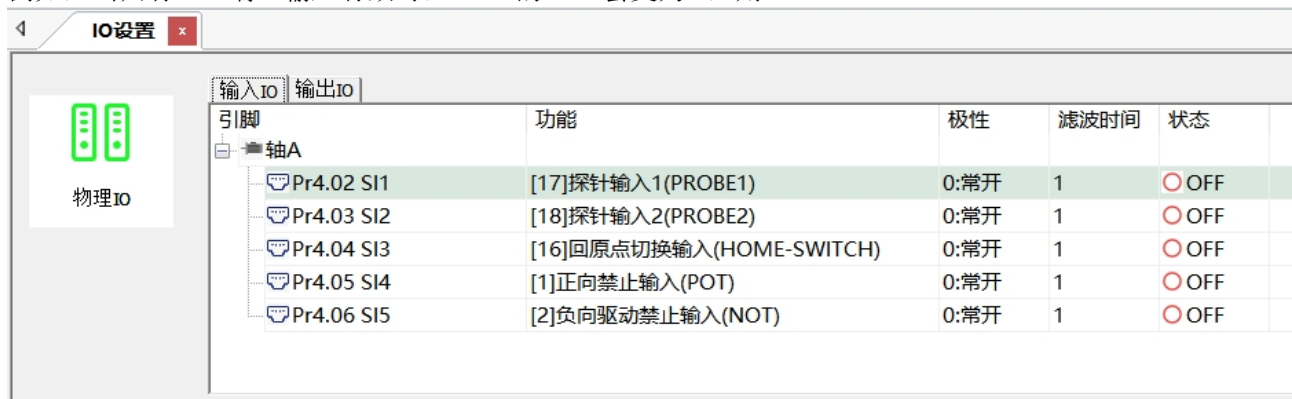 IO设置 x
输入IO 输出IO
引脚 功能 极性 滤波时间 状态
轴A
Pr4.02 SI1 [17]探针输入1(PROBE1) 0:常开 1 OFF
物理IO
Pr4.03 SI2 [18]探针输入2(PROBE2) 0:常开 1 OFF
Pr4.04 SI3 [16]回原点切换输入(HOME-SWITCH) 0:常开 1 OFF
Pr4.05 SI4 [1]正向禁止输入(POT) 0:常开 1 OFF
Pr4.06 SI5 [2]负向驱动禁止输入(NOT) 0:常开 1 OFF